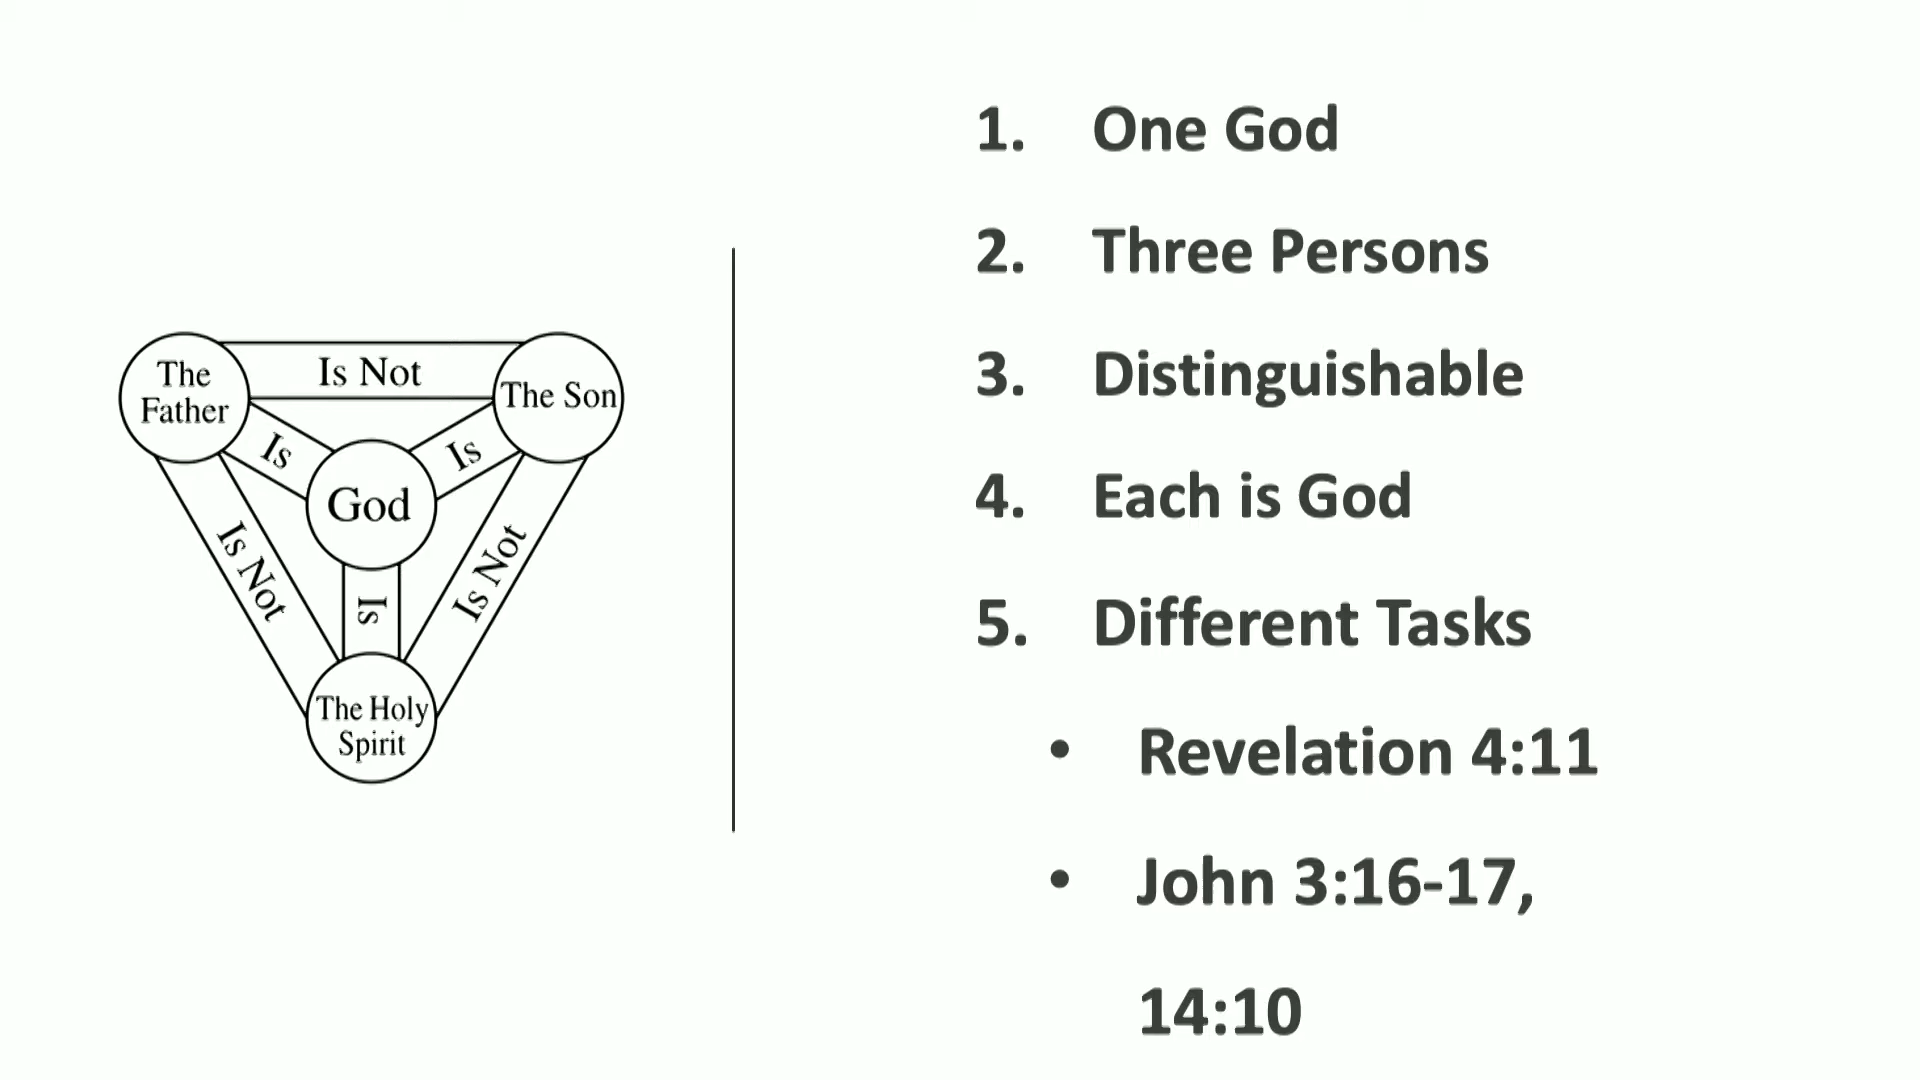 The
Father
Is Not
The Son
Is
Is
God
Is Not
Is
Is Not
The Holy
Spirit
1. One God
2. Three Persons
3. Distinguishable
4. Each is God
5. Different Tasks
• Revelation 4:11
• John 3:16-17,
14:10